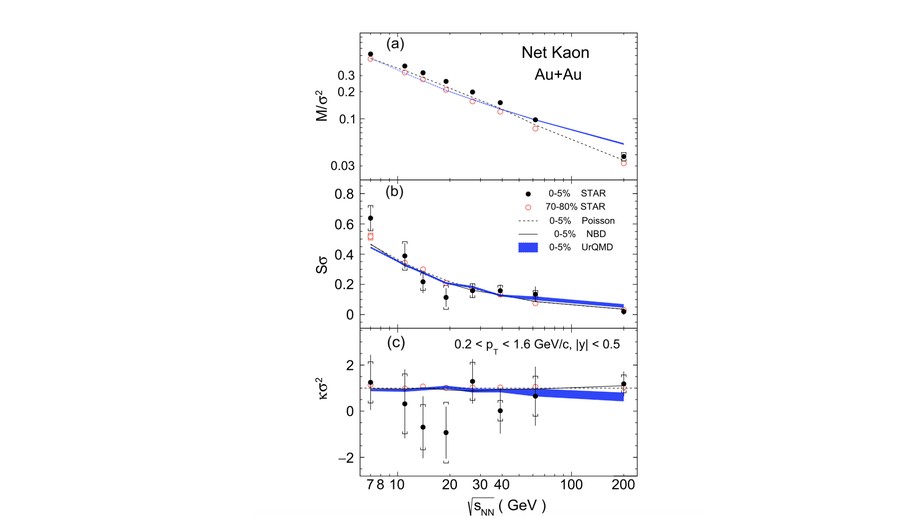 (a)
Net Kaon
Au+Au
0.3
0.2
0.1
0.03
M/σ²
(b)
0-5% STAR
70-80% STAR
0-5% Poisson
0-5% NBD
0-5% UrQMD
0.8
0.6
0.4
0.2
0
Sσ
(c)
0.2 < p_T < 1.6 GeV/c, |y| < 0.5
2
0
−2
κσ²
7 8 10 20 30 40 100 200
√s_NN ( GeV )